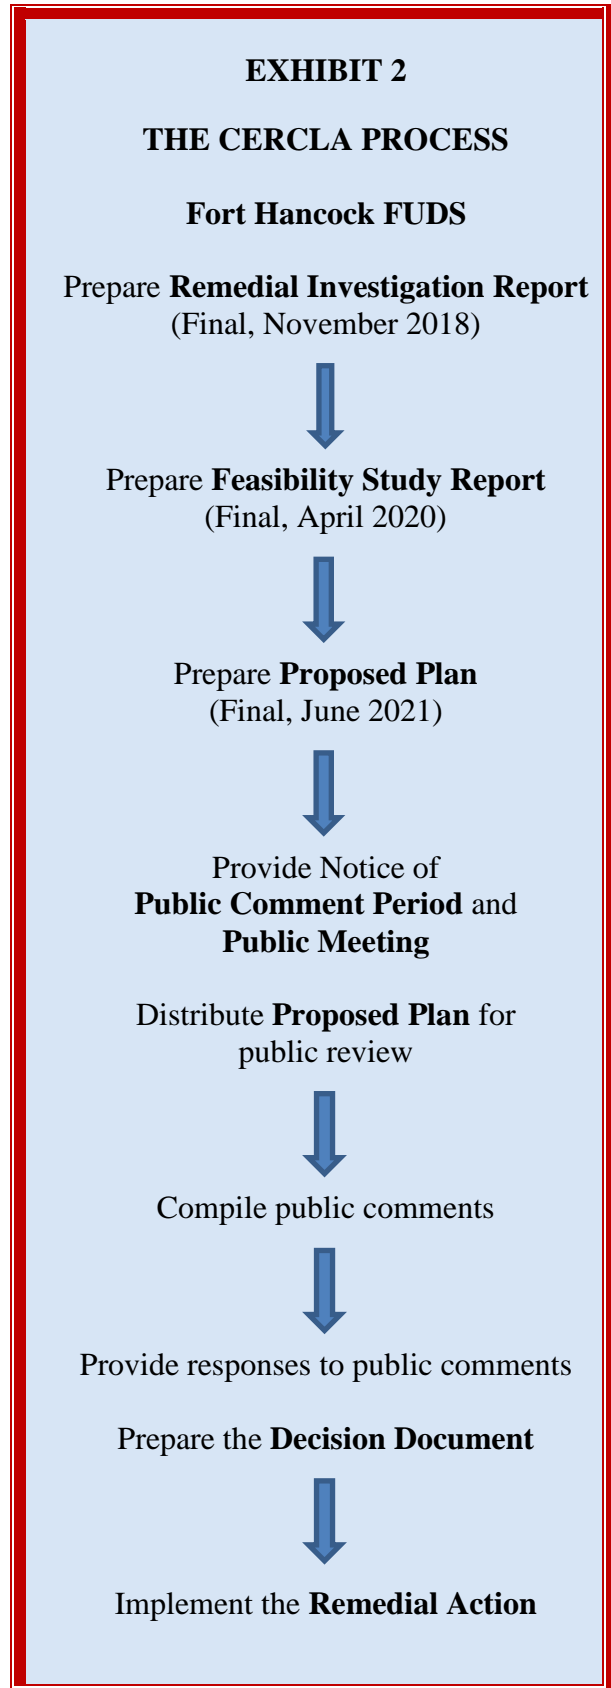 EXHIBIT 2
THE CERCLA PROCESS
Fort Hancock FUDS
Prepare Remedial Investigation Report
(Final, November 2018)
Prepare Feasibility Study Report
(Final, April 2020)
Prepare Proposed Plan
(Final, June 2021)
Provide Notice of
Public Comment Period and
Public Meeting
Distribute Proposed Plan for
public review
Compile public comments
Provide responses to public comments
Prepare the Decision Document
Implement the Remedial Action